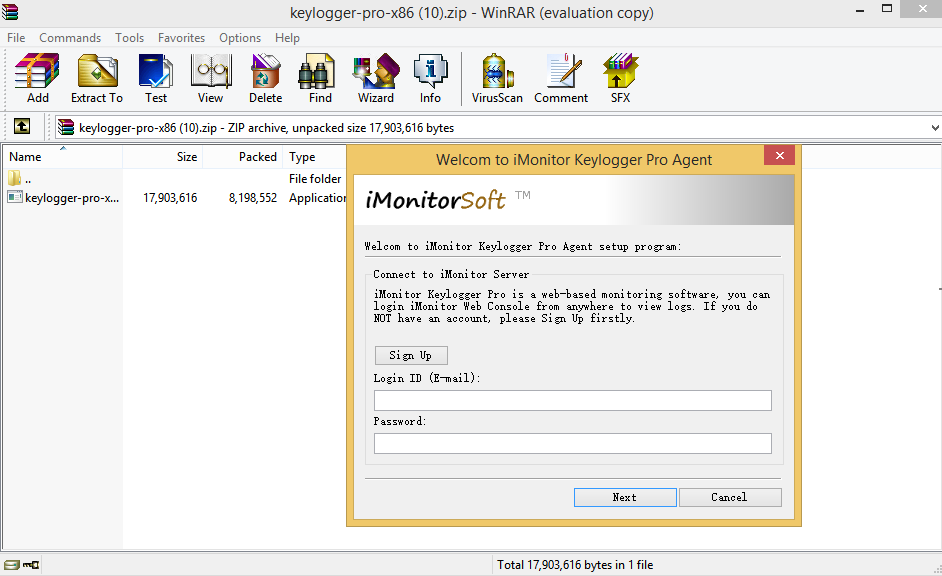 keylogger-pro-x86 (10).zip - WinRAR (evaluation copy)
File Commands Tools Favorites Options Help
Add Extract To Test View Delete Find Wizard Info VirusScan Comment SFX
keylogger-pro-x86 (10).zip - ZIP archive, unpacked size 17,903,616 bytes
Name Size Packed Type
.. File folder
keylogger-pro-x... 17,903,616 8,198,552 Application
Welcom to iMonitor Keylogger Pro Agent
iMonitorSoft TM
Welcom to iMonitor Keylogger Pro Agent setup program:
Connect to iMonitor Server
iMonitor Keylogger Pro is a web-based monitoring software, you can
login iMonitor Web Console from anywhere to view logs. If you do
NOT have an account, please Sign Up firstly.
Sign Up
Login ID (E-mail):
Password:
Next Cancel
Total 17,903,616 bytes in 1 file